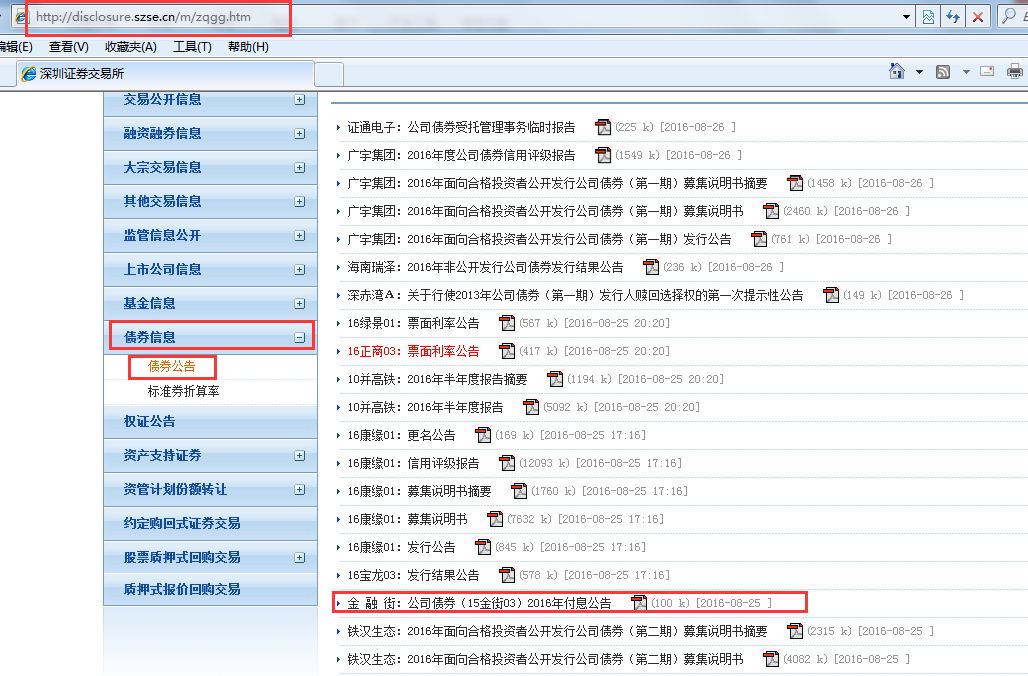 http://disclosure.szse.cn/m/zqgg.htm
编辑(E) 查看(V) 收藏夹(A) 工具(T) 帮助(H)
深圳证券交易所
交易公开信息
融资融券信息
大宗交易信息
其他交易信息
监管信息公开
上市公司信息
基金信息
债券信息
债券公告
标准券折算率
权证公告
资产支持证券
资管计划份额转让
约定购回式证券交易
股票质押式回购交易
质押式报价回购交易
证通电子：公司债券受托管理事务临时报告 (225 k) [2016-08-26 ]
广宇集团：2016年度公司债券信用评级报告 (1549 k) [2016-08-26 ]
广宇集团：2016年面向合格投资者公开发行公司债券（第一期）募集说明书摘要 (1458 k) [2016-08-26 ]
广宇集团：2016年面向合格投资者公开发行公司债券（第一期）募集说明书 (2460 k) [2016-08-26 ]
广宇集团：2016年面向合格投资者公开发行公司债券（第一期）发行公告 (761 k) [2016-08-26 ]
海南瑞泽：2016年非公开发行公司债券发行结果公告 (236 k) [2016-08-26 ]
深赤湾Ａ：关于行使2013年公司债券（第一期）发行人赎回选择权的第一次提示性公告 (149 k) [2016-08-26 ]
16绿景01：票面利率公告 (567 k) [2016-08-25 20:20]
16正商03：票面利率公告 (417 k) [2016-08-25 20:20]
10并高铁：2016年半年度报告摘要 (1194 k) [2016-08-25 20:20]
10并高铁：2016年半年度报告 (5092 k) [2016-08-25 20:20]
16康缘01：更名公告 (169 k) [2016-08-25 17:16]
16康缘01：信用评级报告 (12093 k) [2016-08-25 17:16]
16康缘01：募集说明书摘要 (1760 k) [2016-08-25 17:16]
16康缘01：募集说明书 (7632 k) [2016-08-25 17:16]
16康缘01：发行公告 (845 k) [2016-08-25 17:16]
16宝龙03：发行结果公告 (578 k) [2016-08-25 17:16]
金 融 街：公司债券（15金街03）2016年付息公告 (100 k) [2016-08-25 ]
铁汉生态：2016年面向合格投资者公开发行公司债券（第二期）募集说明书摘要 (2315 k) [2016-08-25 ]
铁汉生态：2016年面向合格投资者公开发行公司债券（第二期）募集说明书 (4082 k) [2016-08-25 ]